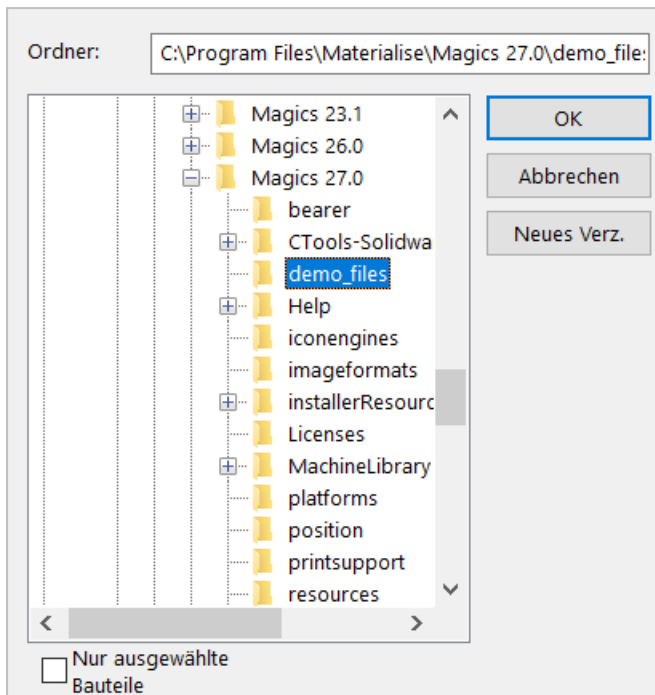 Ordner:
C:\Program Files\Materialise\Magics 27.0\demo_file
Magics 23.1
Magics 26.0
Magics 27.0
OK
Abbrechen
Neues Verz.
bearer
CTools-Solidwa
demo_files
Help
iconengines
imageformats
installerResourc
Licenses
MachineLibrary
platforms
position
printsupport
resources
Nur ausgewählte
Bauteile